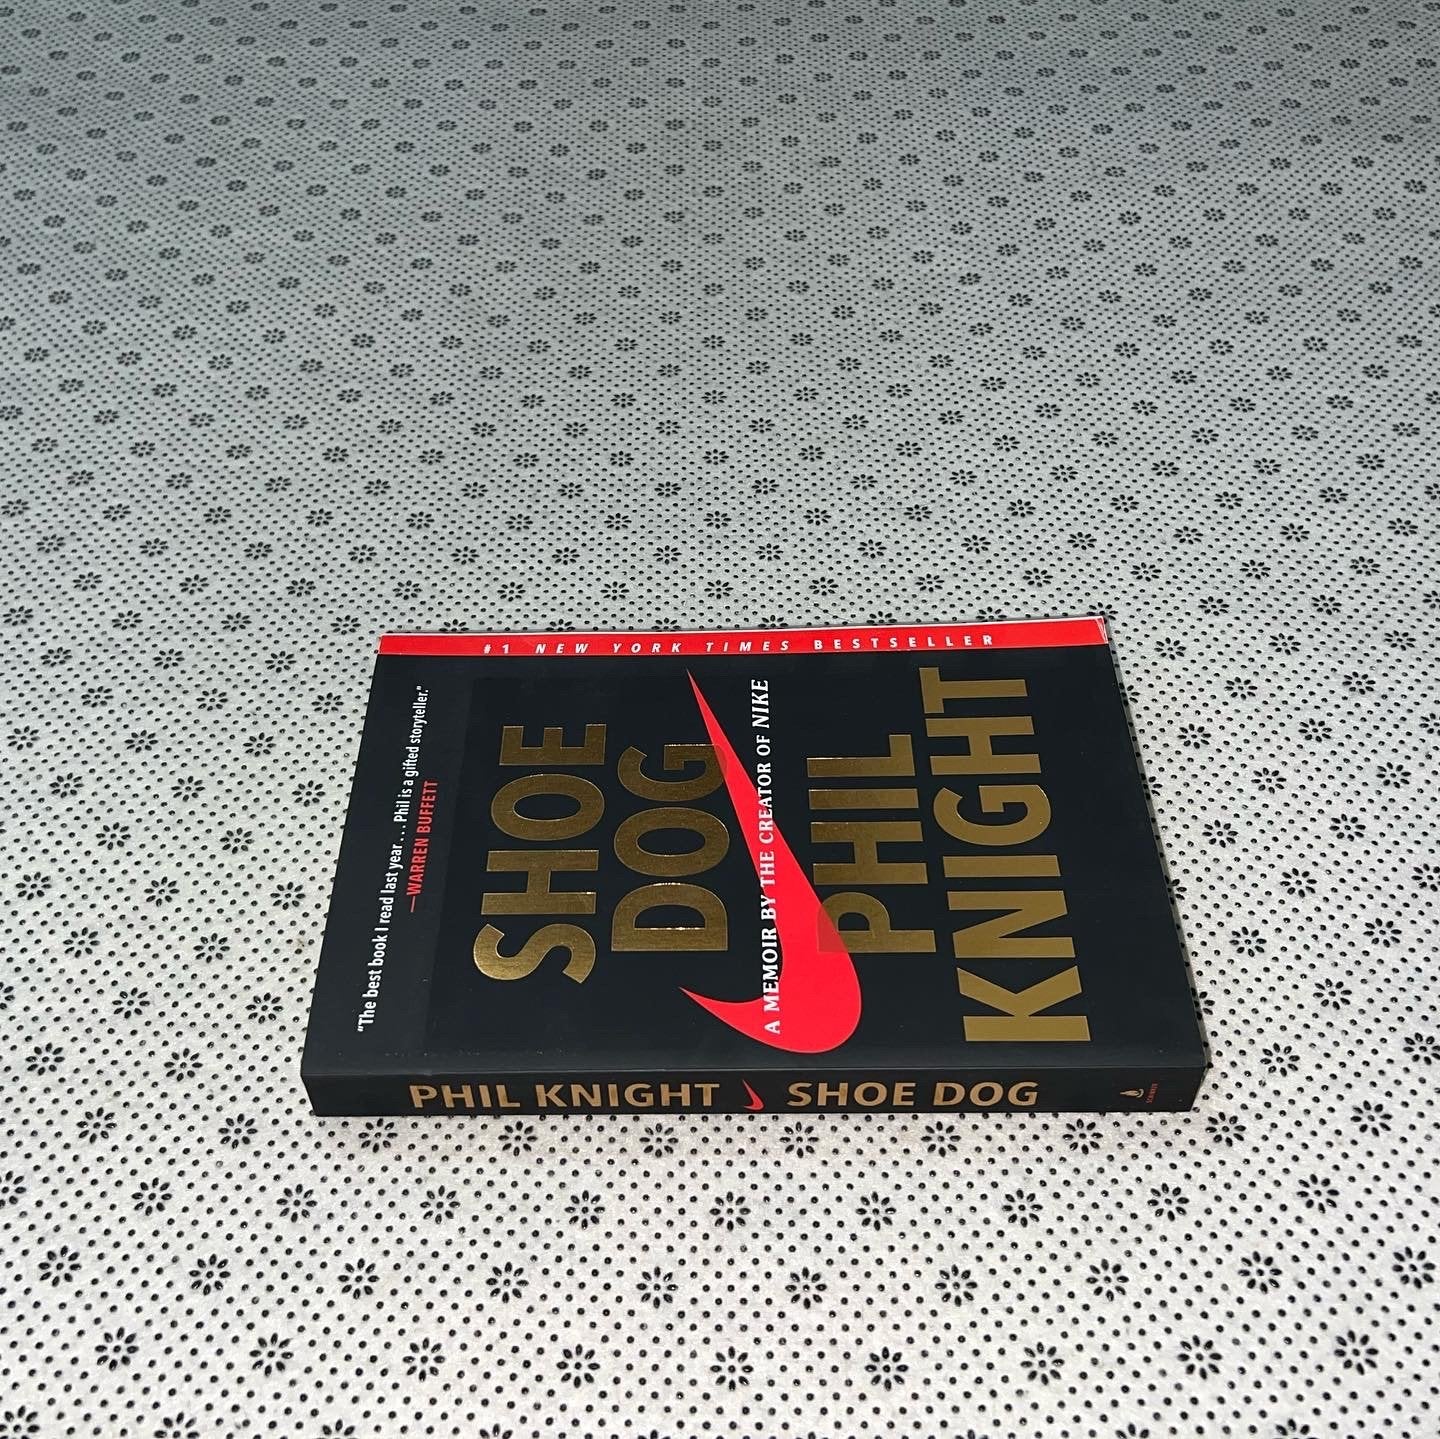 "The best book I read last year . . . Phil is a gifted storyteller."
—WARREN BUFFETT
SHOE
DOG
A MEMOIR BY THE CREATOR OF NIKE
PHIL
KNIGHT
#1 NEW YORK TIMES BESTSELLER
PHIL KNIGHT SHOE DOG
SCRIBNER